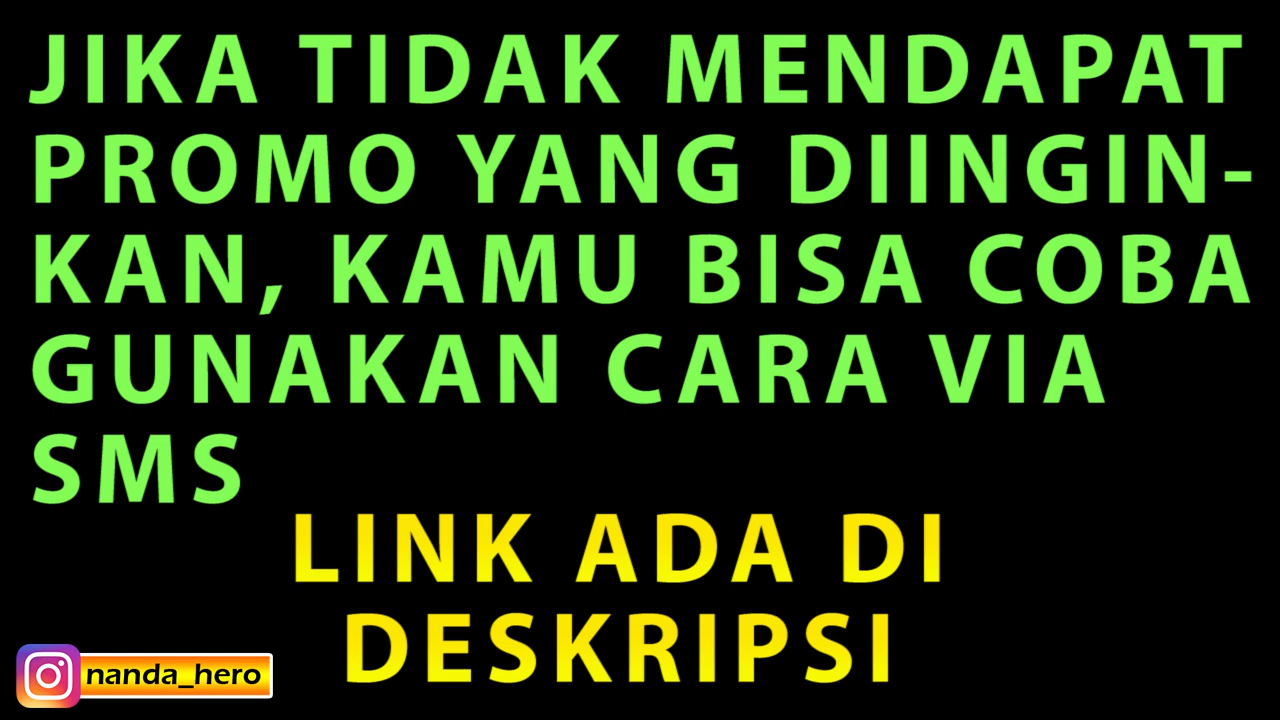 JIKA TIDAK MENDAPAT
PROMO YANG DIINGIN-
KAN, KAMU BISA COBA
GUNAKAN CARA VIA
SMS
LINK ADA DI
DESKRIPSI
nanda_hero